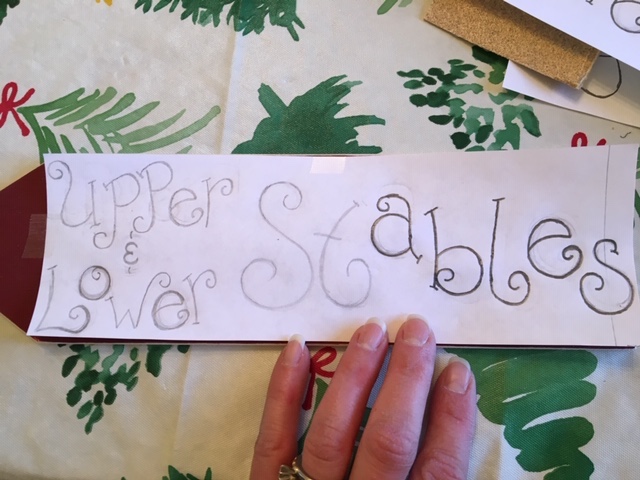 Upper
&
Lower
Stables